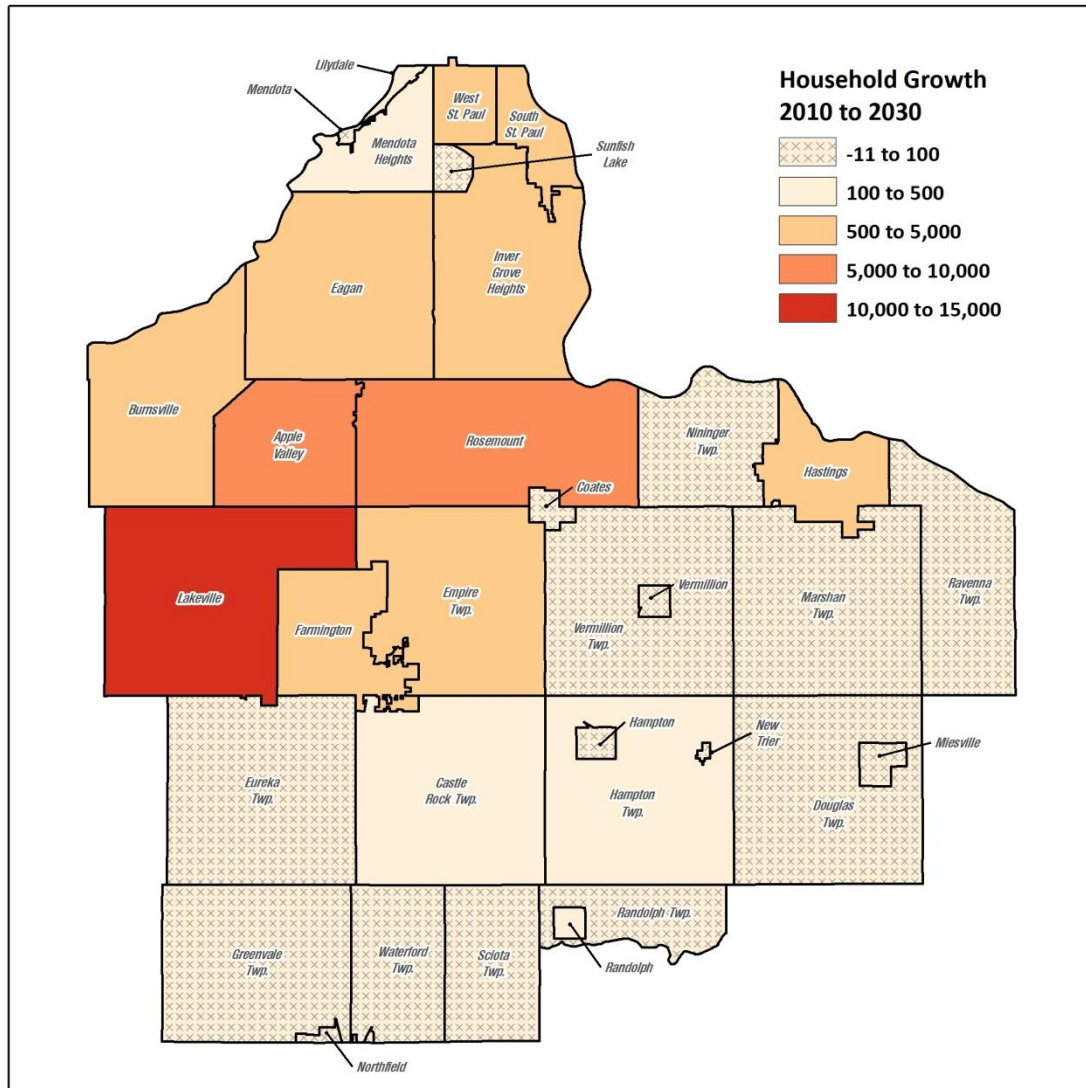 Household Growth
2010 to 2030
-11 to 100
100 to 500
500 to 5,000
5,000 to 10,000
10,000 to 15,000
Lilydale
Mendota
West
St. Paul
South
St. Paul
Mendota
Heights
Sunfish
Lake
Eagan
Inver
Grove
Heights
Burnsville
Apple
Valley
Rosemount
Nininger
Twp.
Hastings
Coates
Lakeville
Farmington
Empire
Twp.
Vermillion
Vermillion
Twp.
Marshan
Twp.
Ravenna
Twp.
Eureka
Twp.
Castle
Rock Twp.
Hampton
Hampton
Twp.
New
Trier
Miesville
Douglas
Twp.
Greenvale
Twp.
Waterford
Twp.
Sciota
Twp.
Randolph Twp.
Randolph
Northfield